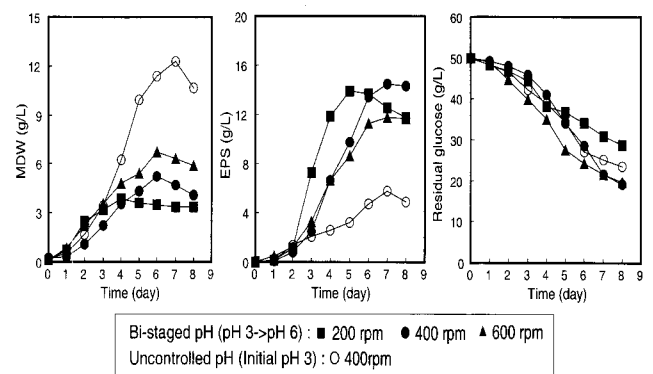 MDW (g/L)
15
12
9
6
3
0
0 1 2 3 4 5 6 7 8 9
Time (day)
EPS (g/L)
20
16
12
8
4
0
0 1 2 3 4 5 6 7 8 9
Time (day)
Residual glucose (g/L)
60
50
40
30
20
10
0
0 1 2 3 4 5 6 7 8 9
Time (day)
Bi-staged pH (pH 3->pH 6) : ■ 200 rpm ● 400 rpm ▲ 600 rpm
Uncontrolled pH (Initial pH 3) : ○ 400rpm